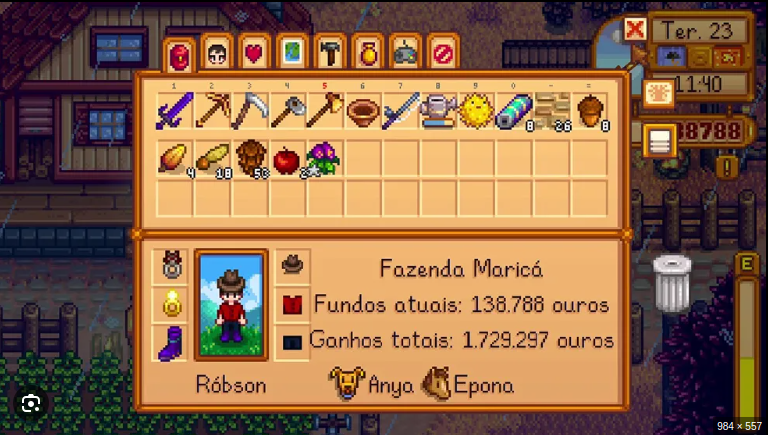 Ter. 23
11:40
38788
1 2 3 4 5 6 7 8 9 0 - =
8 26 8
4 18 53 2
Fazenda Maricá
Fundos atuais: 138.788 ouros
Ganhos totais: 1.729.297 ouros
Róbson Anya Epona
E
984 × 557